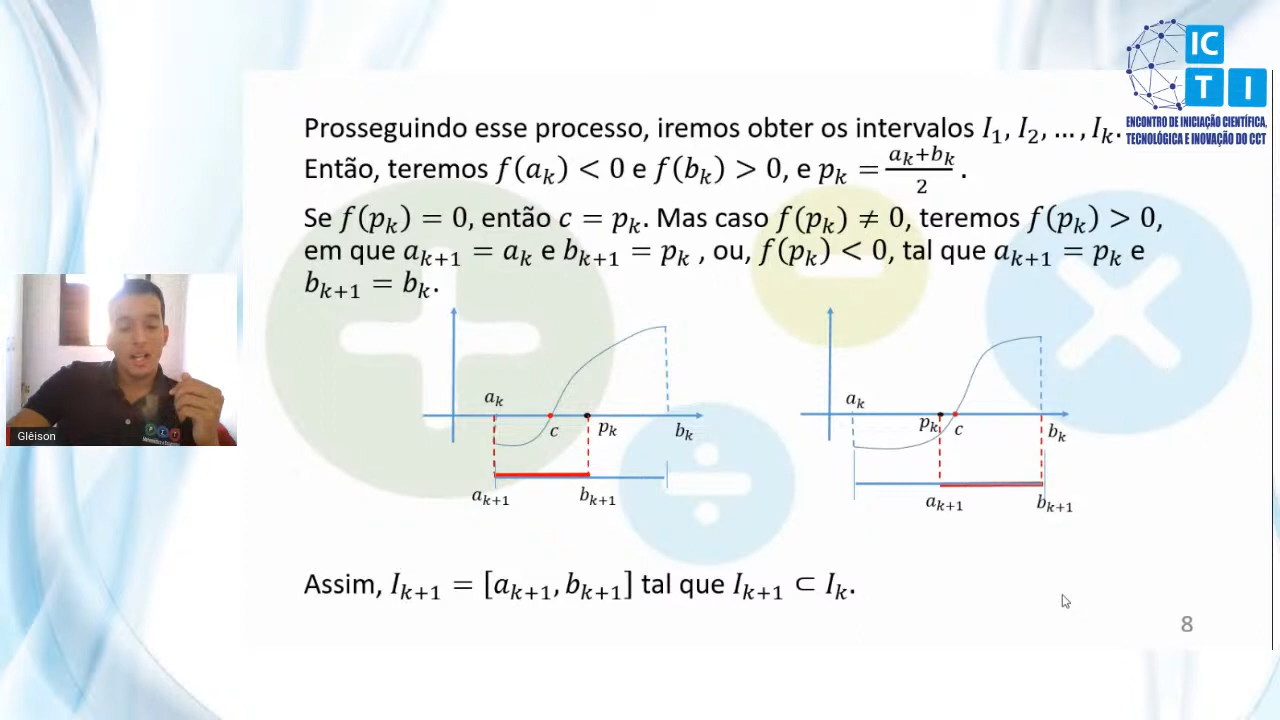 IC
T I
ENCONTRO DE INICIAÇÃO CIENTÍFICA,
TECNOLÓGICA E INOVAÇÃO DO CCT
Prosseguindo esse processo, iremos obter os intervalos I₁, I₂, ..., Iₖ.
Então, teremos f(aₖ) < 0 e f(bₖ) > 0, e pₖ = (aₖ+bₖ)/2 .
Se f(pₖ) = 0, então c = pₖ. Mas caso f(pₖ) ≠ 0, teremos f(pₖ) > 0,
em que aₖ₊₁ = aₖ e bₖ₊₁ = pₖ , ou, f(pₖ) < 0, tal que aₖ₊₁ = pₖ e
bₖ₊₁ = bₖ.
aₖ
c
pₖ
bₖ
aₖ₊₁
bₖ₊₁
aₖ
pₖ
c
bₖ
aₖ₊₁
bₖ₊₁
Assim, Iₖ₊₁ = [aₖ₊₁, bₖ₊₁] tal que Iₖ₊₁ ⊂ Iₖ.
8
Glêison